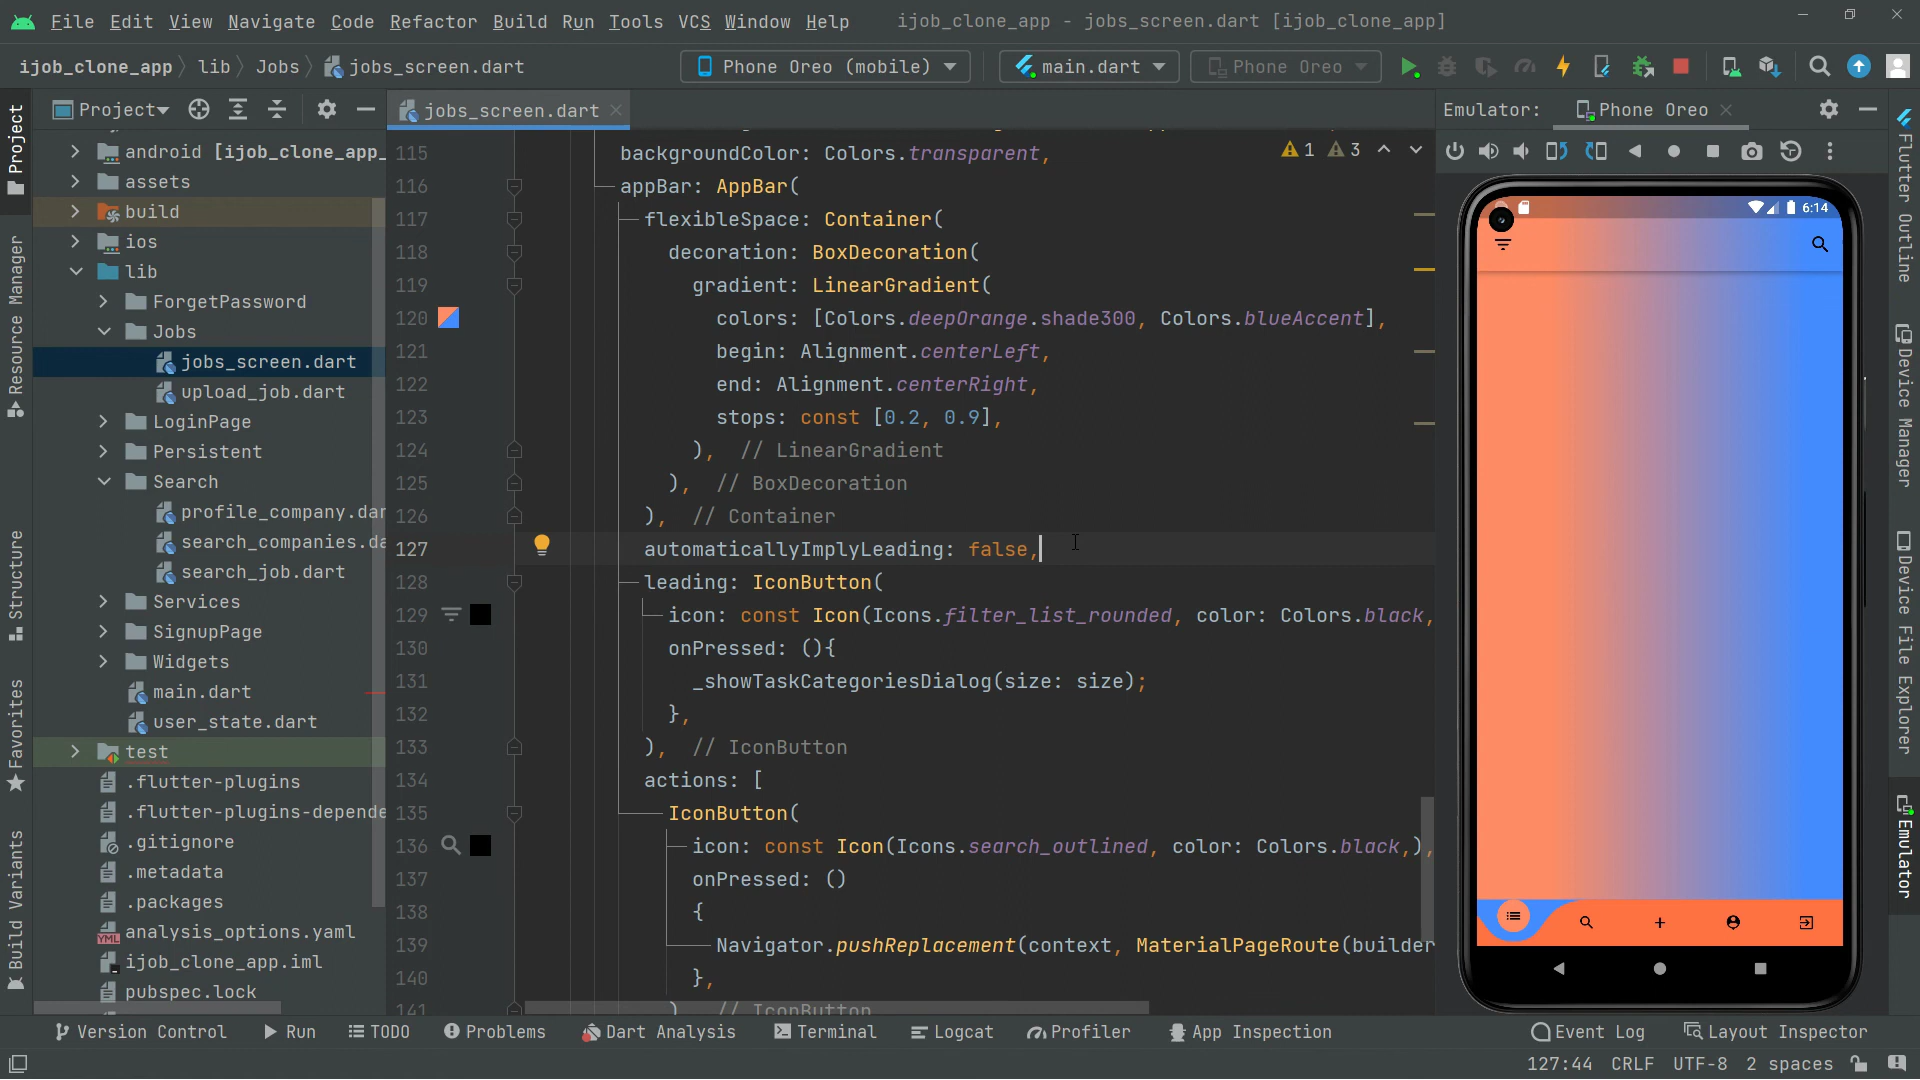 File Edit View Navigate Code Refactor Build Run Tools VCS Window Help ijob_clone_app - jobs_screen.dart [ijob_clone_app]
ijob_clone_app lib Jobs jobs_screen.dart Phone Oreo (mobile) main.dart Phone Oreo
Project jobs_screen.dart Emulator: Phone Oreo
android [ijob_clone_app_
assets
build
ios
lib
ForgetPassword
Jobs
jobs_screen.dart
upload_job.dart
LoginPage
Persistent
Search
profile_company.dar
search_companies.da
search_job.dart
Services
SignupPage
Widgets
main.dart
user_state.dart
test
.flutter-plugins
.flutter-plugins-depende
.gitignore
.metadata
.packages
analysis_options.yaml
ijob_clone_app.iml
pubspec.lock
1 3
115 backgroundColor: Colors.transparent,
116 appBar: AppBar(
117 flexibleSpace: Container(
118 decoration: BoxDecoration(
119 gradient: LinearGradient(
120 colors: [Colors.deepOrange.shade300, Colors.blueAccent],
121 begin: Alignment.centerLeft,
122 end: Alignment.centerRight,
123 stops: const [0.2, 0.9],
124 ), // LinearGradient
125 ), // BoxDecoration
126 ), // Container
127 automaticallyImplyLeading: false,
128 leading: IconButton(
129 icon: const Icon(Icons.filter_list_rounded, color: Colors.black,
130 onPressed: (){
131 _showTaskCategoriesDialog(size: size);
132 },
133 ), // IconButton
134 actions: [
135 IconButton(
136 icon: const Icon(Icons.search_outlined, color: Colors.black,),
137 onPressed: ()
138 {
139 Navigator.pushReplacement(context, MaterialPageRoute(builder
140 },
141 ) // IconButton
6:14
Project
Resource Manager
Structure
Favorites
Build Variants
Flutter Outline
Device Manager
Device File Explorer
Emulator
Version Control Run TODO Problems Dart Analysis Terminal Logcat Profiler App Inspection Event Log Layout Inspector
127:44 CRLF UTF-8 2 spaces